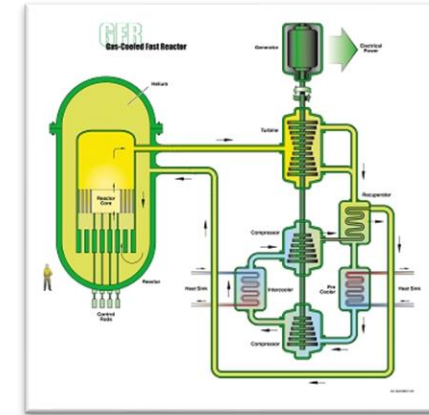 GFR
Gas-Cooled Fast Reactor
Generator
Electrical
Power
Helium
Turbine
Reactor
Core
Recuperator
Compressor
Heat Sink
Intercooler
Pre
Cooler
Heat Sink
Reactor
Control
Rods
Compressor